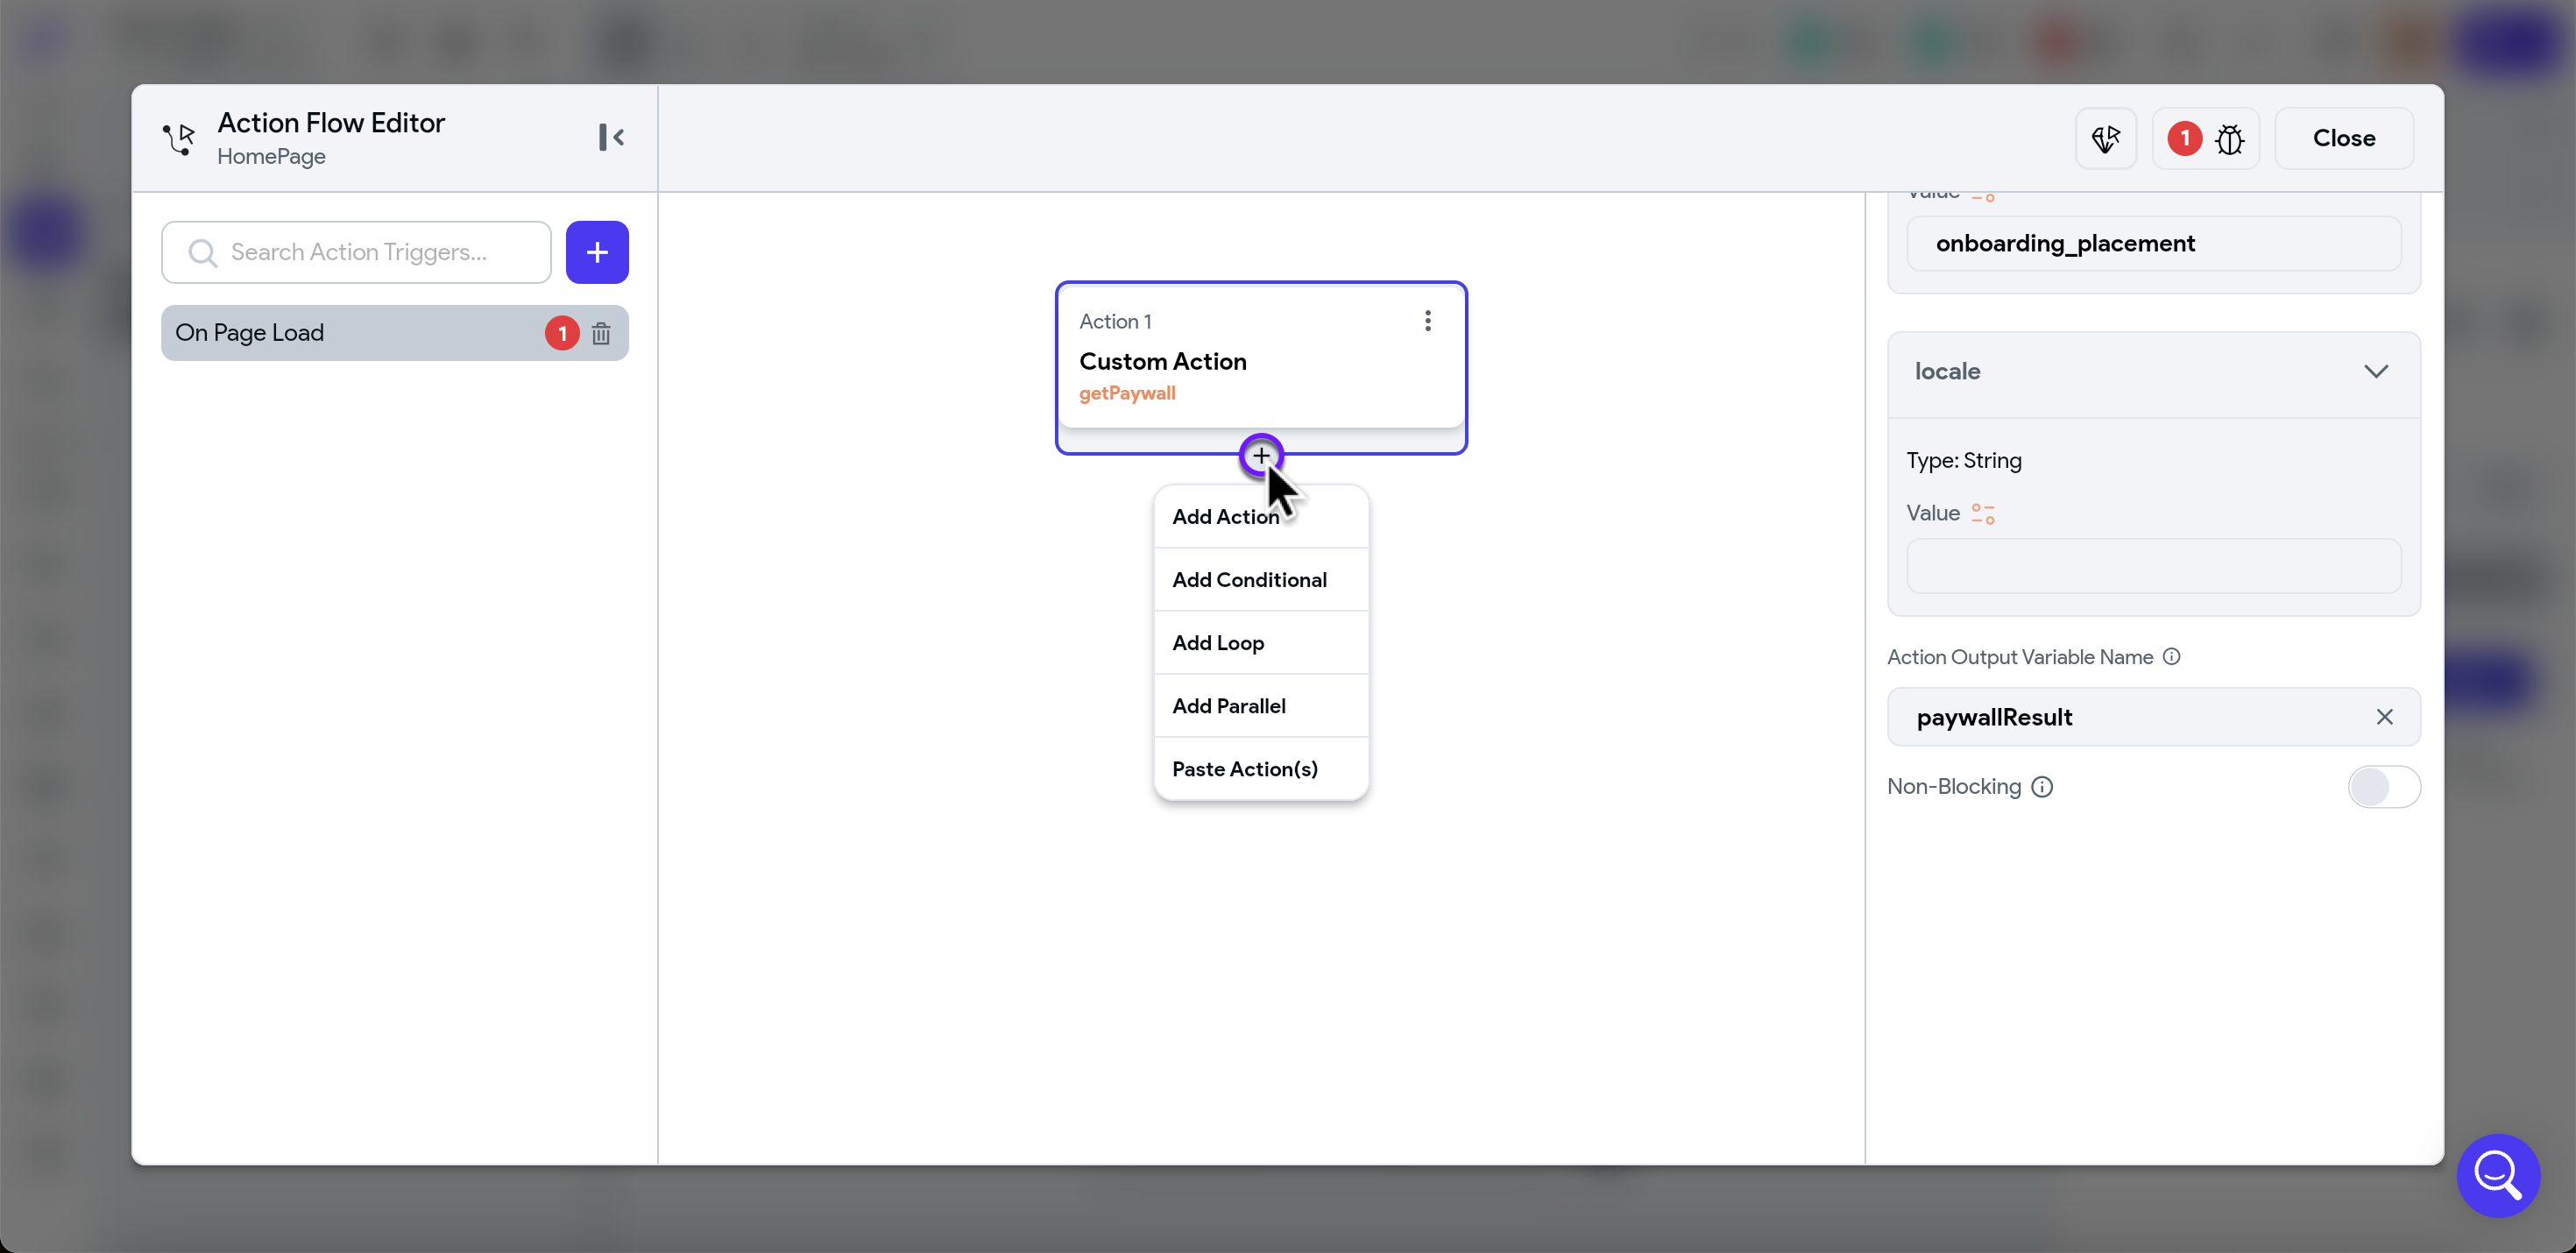 Action Flow Editor
HomePage
1
Close
Search Action Triggers...
On Page Load
1
Action 1
Custom Action
getPaywall
Add Action
Add Conditional
Add Loop
Add Parallel
Paste Action(s)
Value
onboarding_placement
locale
Type: String
Value
Action Output Variable Name
paywallResult
Non-Blocking